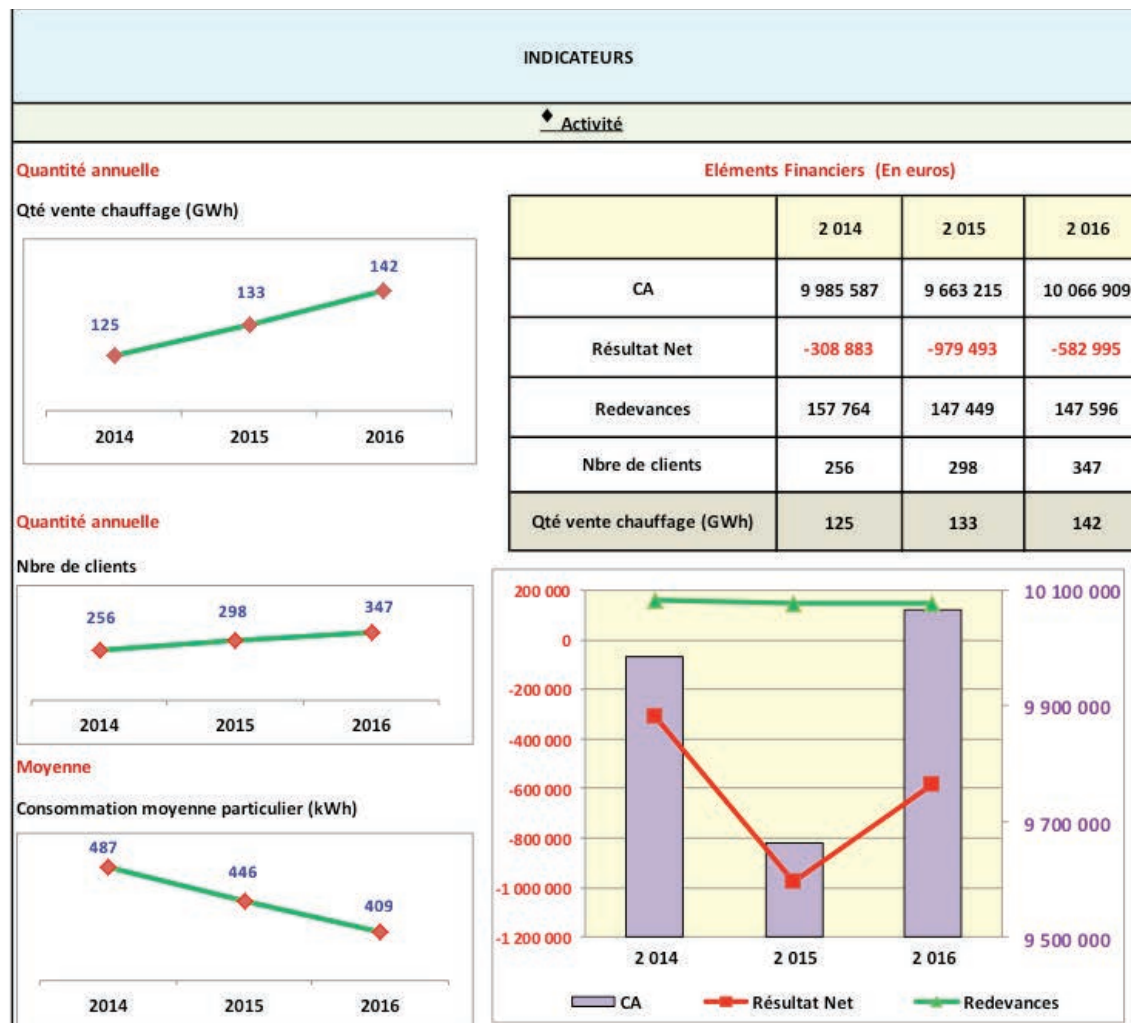 INDICATEURS
♦ Activité
Quantité annuelle
Qté vente chauffage (GWh)
125
133
142
2014 2015 2016
Quantité annuelle
Nbre de clients
256 298 347
2014 2015 2016
Moyenne
Consommation moyenne particulier (kWh)
487
446
409
2014 2015 2016
Eléments Financiers (En euros)
2 014 2 015 2 016
CA 9 985 587 9 663 215 10 066 909
Résultat Net -308 883 -979 493 -582 995
Redevances 157 764 147 449 147 596
Nbre de clients 256 298 347
Qté vente chauffage (GWh) 125 133 142
200 000
0
-200 000
-400 000
-600 000
-800 000
-1 000 000
-1 200 000
10 100 000
9 900 000
9 700 000
9 500 000
2 014 2 015 2 016
CA Résultat Net Redevances